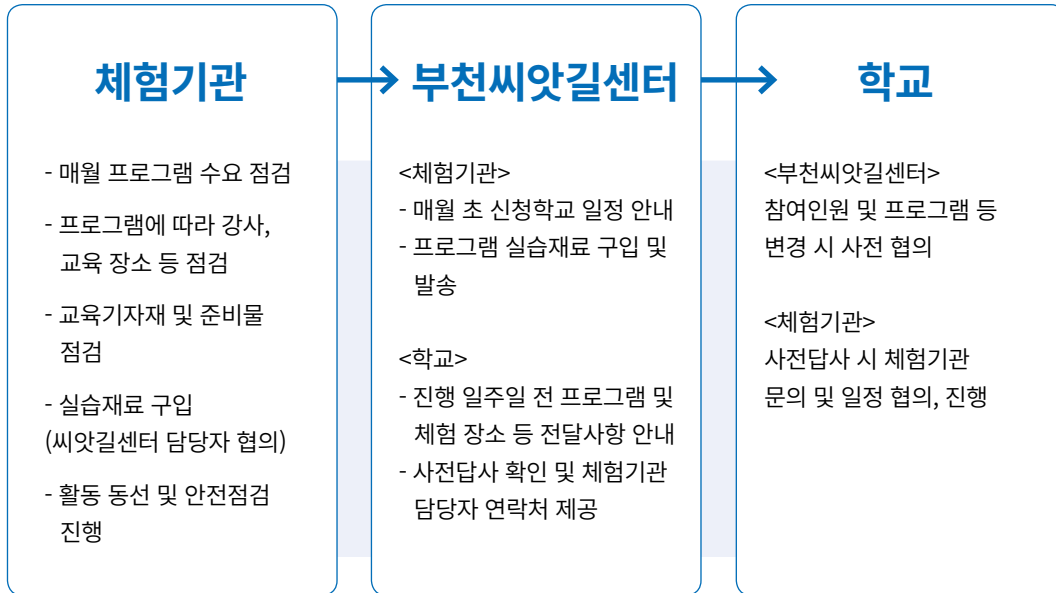 체험기관
- 매월 프로그램 수요 점검
- 프로그램에 따라 강사,
교육 장소 등 점검
- 교육기자재 및 준비물
점검
- 실습재료 구입
(씨앗길센터 담당자 협의)
- 활동 동선 및 안전점검
진행
부천씨앗길센터
<체험기관>
- 매월 초 신청학교 일정 안내
- 프로그램 실습재료 구입 및
발송
<학교>
- 진행 일주일 전 프로그램 및
체험 장소 등 전달사항 안내
- 사전답사 확인 및 체험기관
담당자 연락처 제공
학교
<부천씨앗길센터>
참여인원 및 프로그램 등
변경 시 사전 협의
<체험기관>
사전답사 시 체험기관
문의 및 일정 협의, 진행